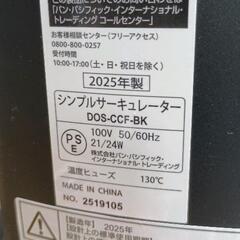 「パン・パシフィック・インターナショナル・
トレーディング コールセンター」
お客様相談センター（フリーアクセス）
0800-800-0257
受付時間
10:00-17:00（土・日・祝日を除く）
2025年製
シンプルサーキュレーター
DOS-CCF-BK
PSE
100V 50/60Hz
21/24W
株式会社パン・パシフィック・
インターナショナル・トレーディング
温度ヒューズ 130℃
MADE IN CHINA
NO. 2519105
【製造年】2025年